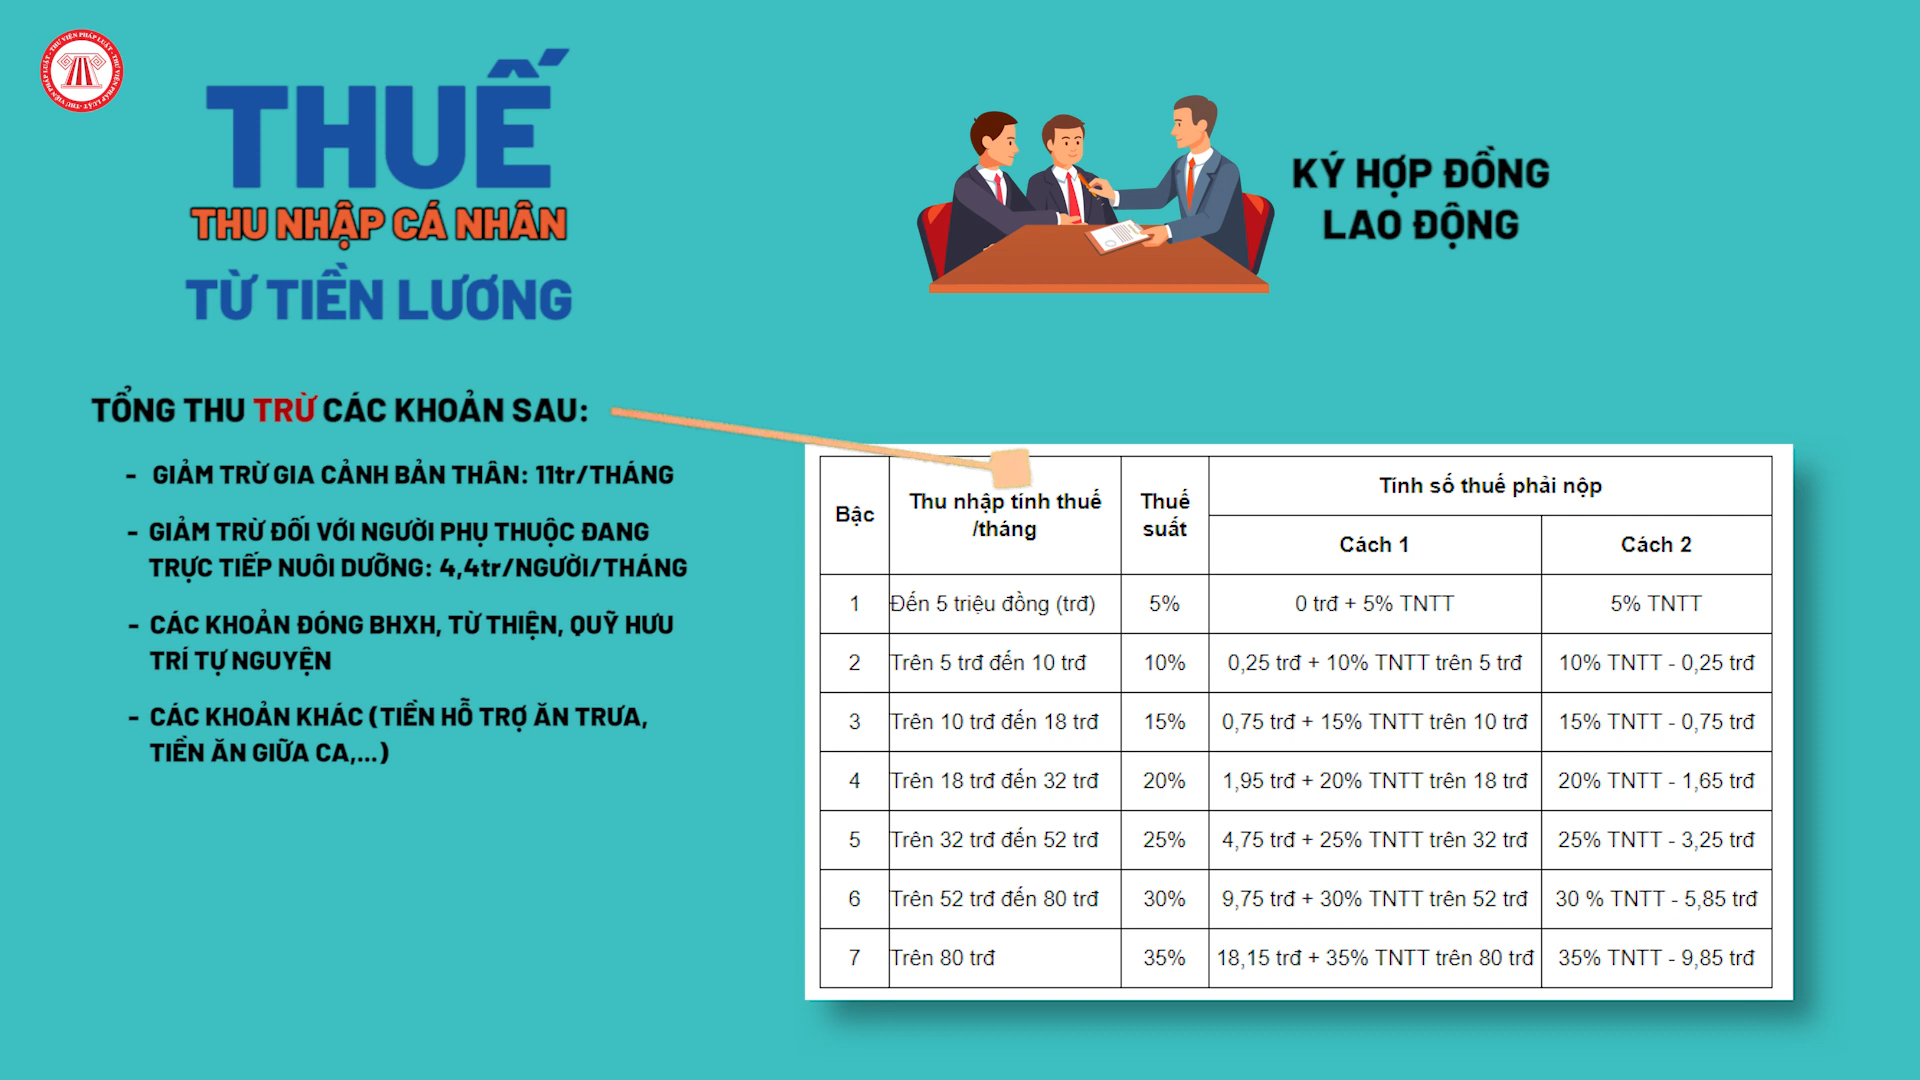 THƯ VIỆN PHÁP LUẬT
THUẾ
THU NHẬP CÁ NHÂN
TỪ TIỀN LƯƠNG
KÝ HỢP ĐỒNG
LAO ĐỘNG
TỔNG THU TRỪ CÁC KHOẢN SAU:
- GIẢM TRỪ GIA CẢNH BẢN THÂN: 11tr/THÁNG
- GIẢM TRỪ ĐỐI VỚI NGƯỜI PHỤ THUỘC ĐANG
TRỰC TIẾP NUÔI DƯỠNG: 4,4tr/NGƯỜI/THÁNG
- CÁC KHOẢN ĐÓNG BHXH, TỪ THIỆN, QUỸ HƯU
TRÍ TỰ NGUYỆN
- CÁC KHOẢN KHÁC (TIỀN HỖ TRỢ ĂN TRƯA,
TIỀN ĂN GIỮA CA,...)
Bậc Thu nhập tính thuế Thuế Tính số thuế phải nộp
/tháng suất
Cách 1 Cách 2
1 Đến 5 triệu đồng (trđ) 5% 0 trđ + 5% TNTT 5% TNTT
2 Trên 5 trđ đến 10 trđ 10% 0,25 trđ + 10% TNTT trên 5 trđ 10% TNTT - 0,25 trđ
3 Trên 10 trđ đến 18 trđ 15% 0,75 trđ + 15% TNTT trên 10 trđ 15% TNTT - 0,75 trđ
4 Trên 18 trđ đến 32 trđ 20% 1,95 trđ + 20% TNTT trên 18 trđ 20% TNTT - 1,65 trđ
5 Trên 32 trđ đến 52 trđ 25% 4,75 trđ + 25% TNTT trên 32 trđ 25% TNTT - 3,25 trđ
6 Trên 52 trđ đến 80 trđ 30% 9,75 trđ + 30% TNTT trên 52 trđ 30 % TNTT - 5,85 trđ
7 Trên 80 trđ 35% 18,15 trđ + 35% TNTT trên 80 trđ 35% TNTT - 9,85 trđ